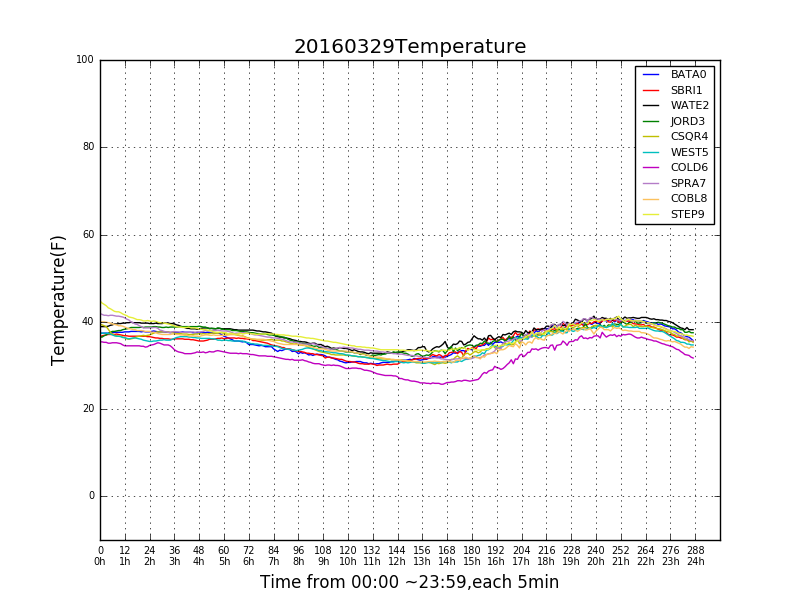 20160329Temperature
100
80
60
40
20
0
Temperature(F)
BATA0
SBRI1
WATE2
JORD3
CSQR4
WEST5
COLD6
SPRA7
COBL8
STEP9
0 12 24 36 48 60 72 84 96 108 120 132 144 156 168 180 192 204 216 228 240 252 264 276 288
0h 1h 2h 3h 4h 5h 6h 7h 8h 9h 10h 11h 12h 13h 14h 15h 16h 17h 18h 19h 20h 21h 22h 23h 24h
Time from 00:00 ~23:59,each 5min